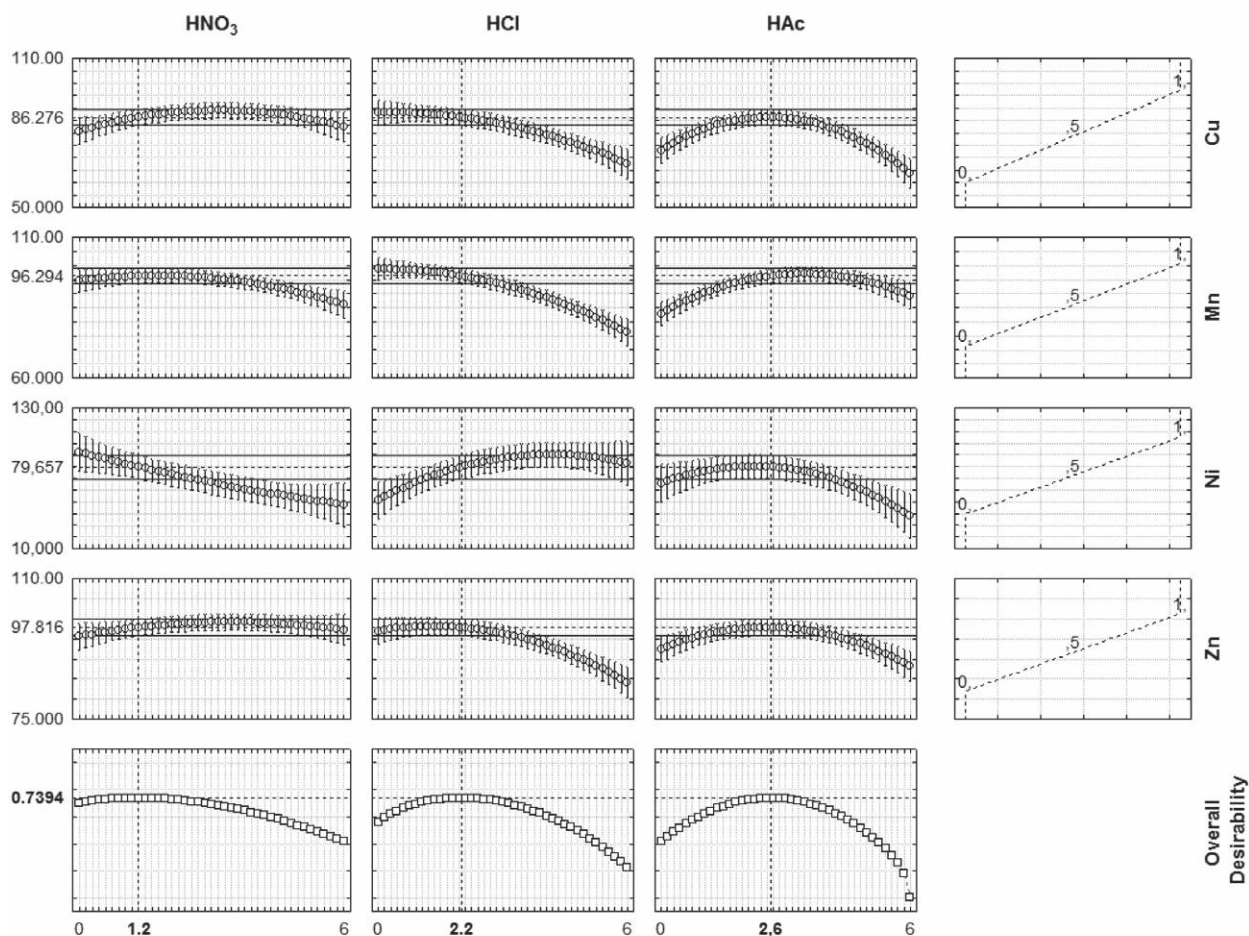 HNO3 HCl HAc
110.00
86.276
50.000
0, ,5 1,
Cu
110.00
96.294
60.000
0, ,5 1,
Mn
130,00
79,657
10,000
0, ,5 1,
Ni
110.00
97.816
75.000
0, ,5 1,
Zn
0.7394
Overall
Desirability
0 1.2 6 0 2.2 6 0 2,6 6